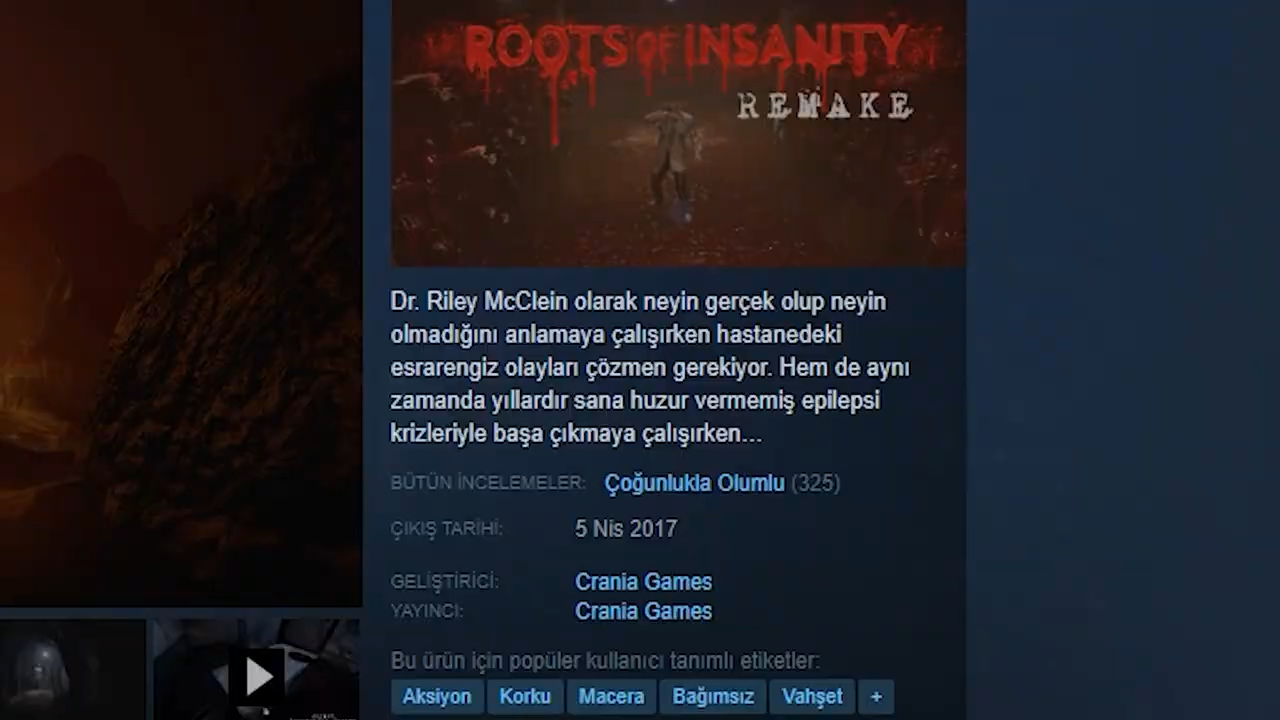 ROOTS OF INSANITY
REMAKE
Dr. Riley McClein olarak neyin gerçek olup neyin
olmadığını anlamaya çalışırken hastanedeki
esrarengiz olayları çözmen gerekiyor. Hem de aynı
zamanda yıllardır sana huzur vermemiş epilepsi
krizleriyle başa çıkmaya çalışırken...
BÜTÜN İNCELEMELER: Çoğunlukla Olumlu (325)
ÇIKIŞ TARİHİ: 5 Nis 2017
GELİŞTİRİCİ: Crania Games
YAYINCI: Crania Games
Bu ürün için popüler kullanıcı tanımlı etiketler:
Aksiyon Korku Macera Bağımsız Vahşet +